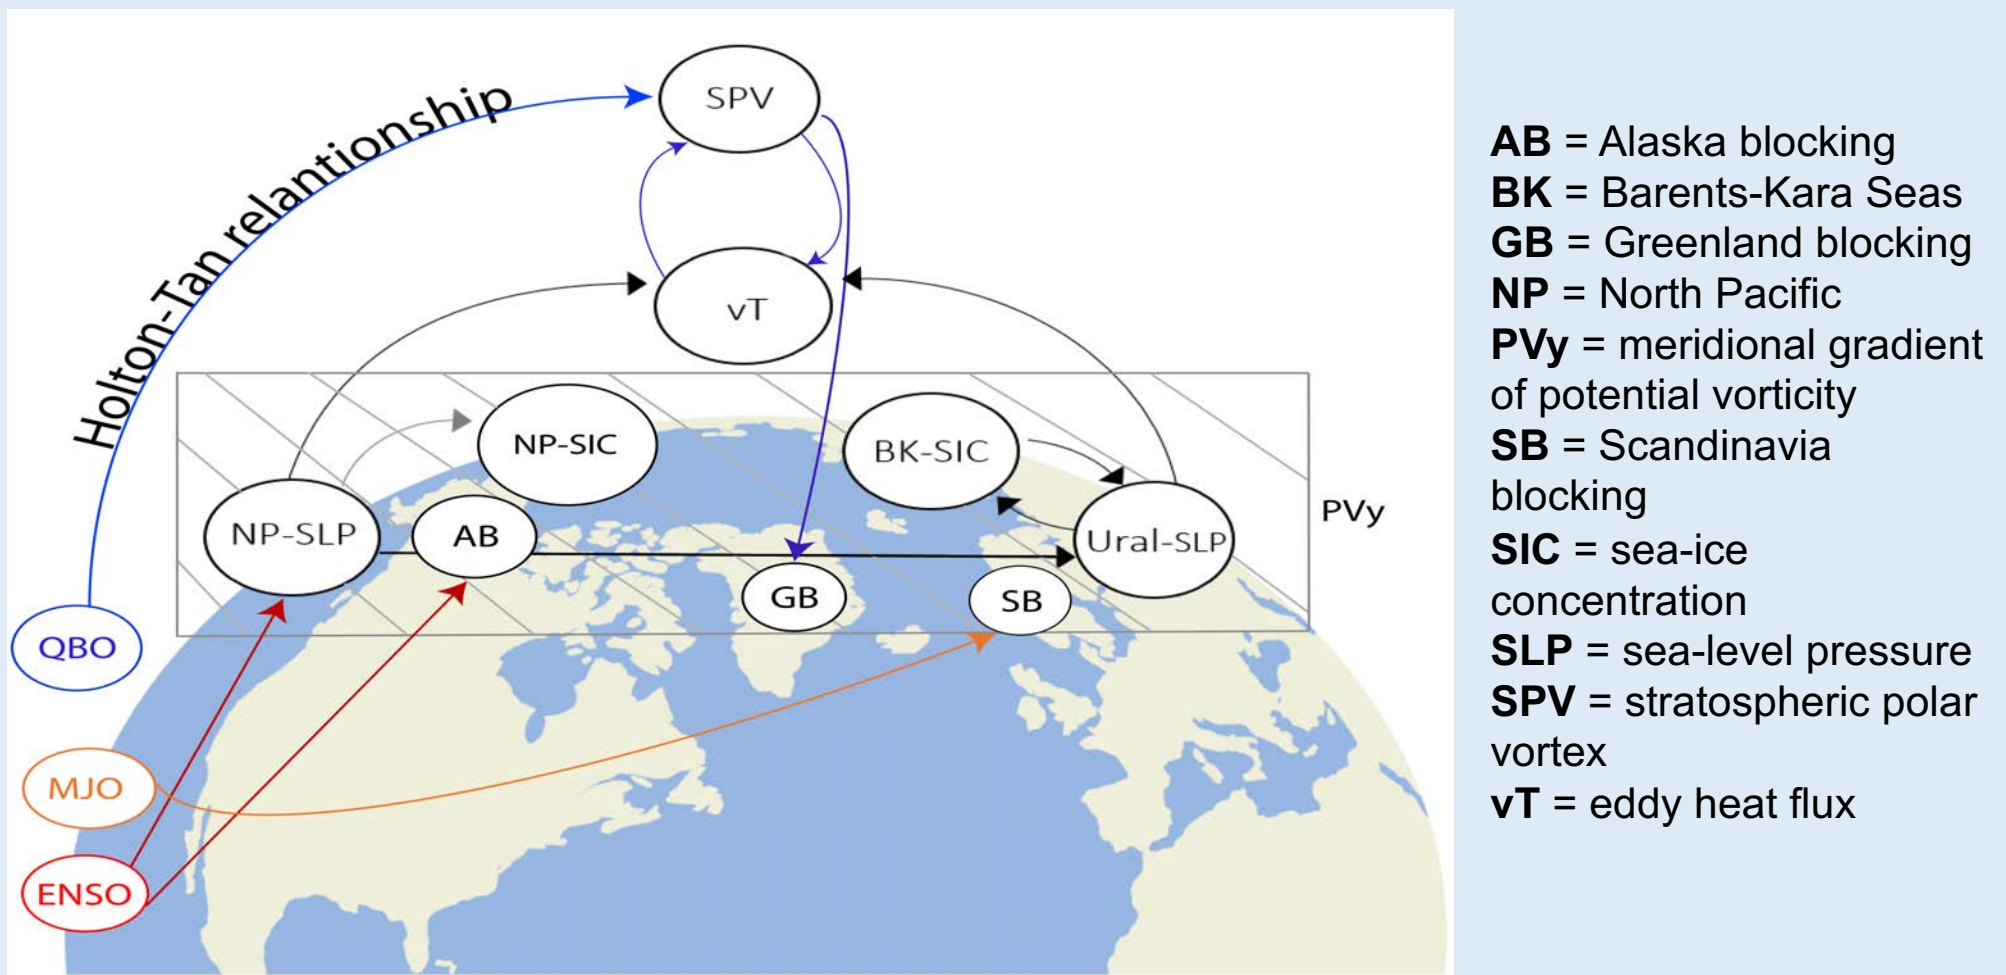 Holton-Tan relantionship
SPV
vT
NP-SIC
BK-SIC
NP-SLP
AB
Ural-SLP
PVy
GB
SB
QBO
MJO
ENSO
AB = Alaska blocking
BK = Barents-Kara Seas
GB = Greenland blocking
NP = North Pacific
PVy = meridional gradient
of potential vorticity
SB = Scandinavia
blocking
SIC = sea-ice
concentration
SLP = sea-level pressure
SPV = stratospheric polar
vortex
vT = eddy heat flux